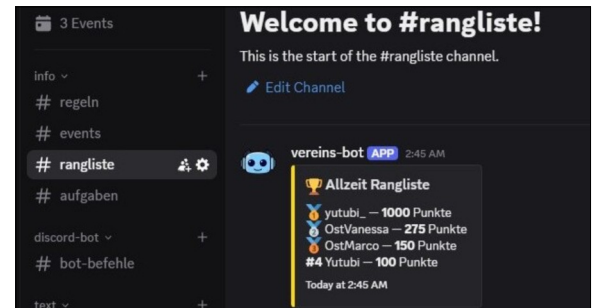 3 Events
info
# regeln
# events
# rangliste
# aufgaben
discord-bot
# bot-befehle
text
Welcome to #rangliste!
This is the start of the #rangliste channel.
Edit Channel
vereins-bot APP 2:45 AM
Allzeit Rangliste
yutubi_ — 1000 Punkte
OstVanessa — 275 Punkte
OstMarco — 150 Punkte
#4 Yutubi — 100 Punkte
Today at 2:45 AM